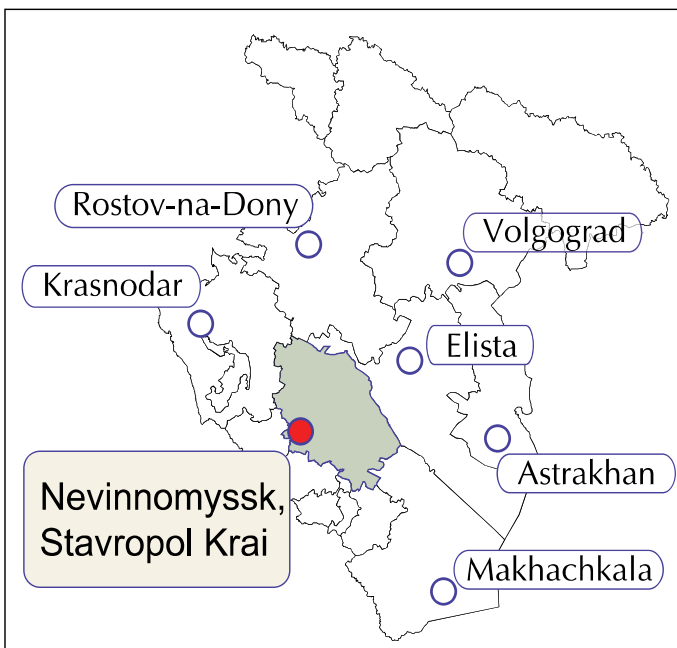 Rostov-na-Dony
Volgograd
Krasnodar
Elista
Astrakhan
Nevinnomyssk,
Stavropol Krai
Makhachkala